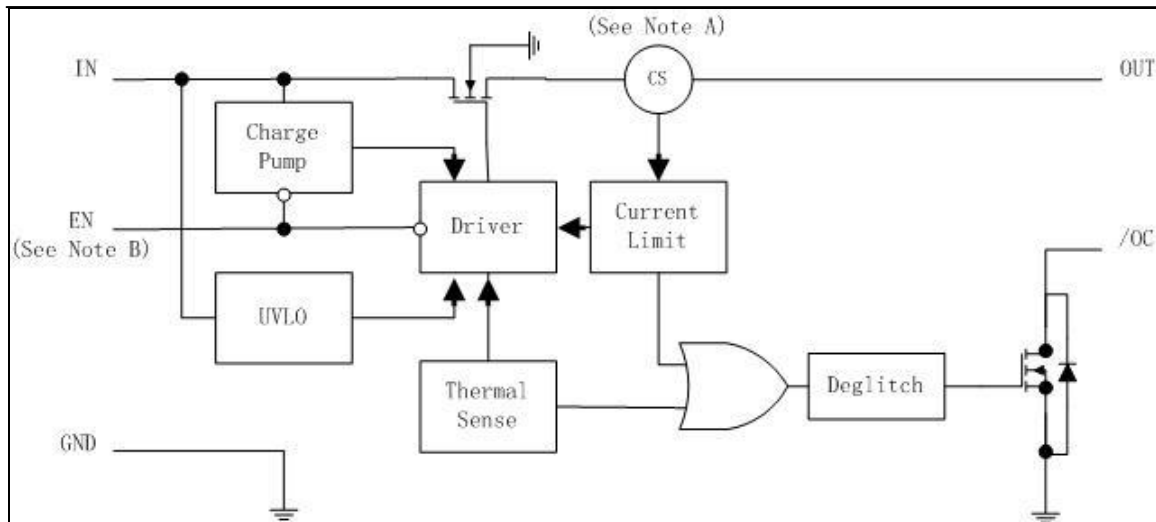 (See Note A)
IN
CS
OUT
Charge
Pump
EN
(See Note B)
Driver
Current
Limit
/OC
UVLO
Thermal
Sense
Deglitch
GND